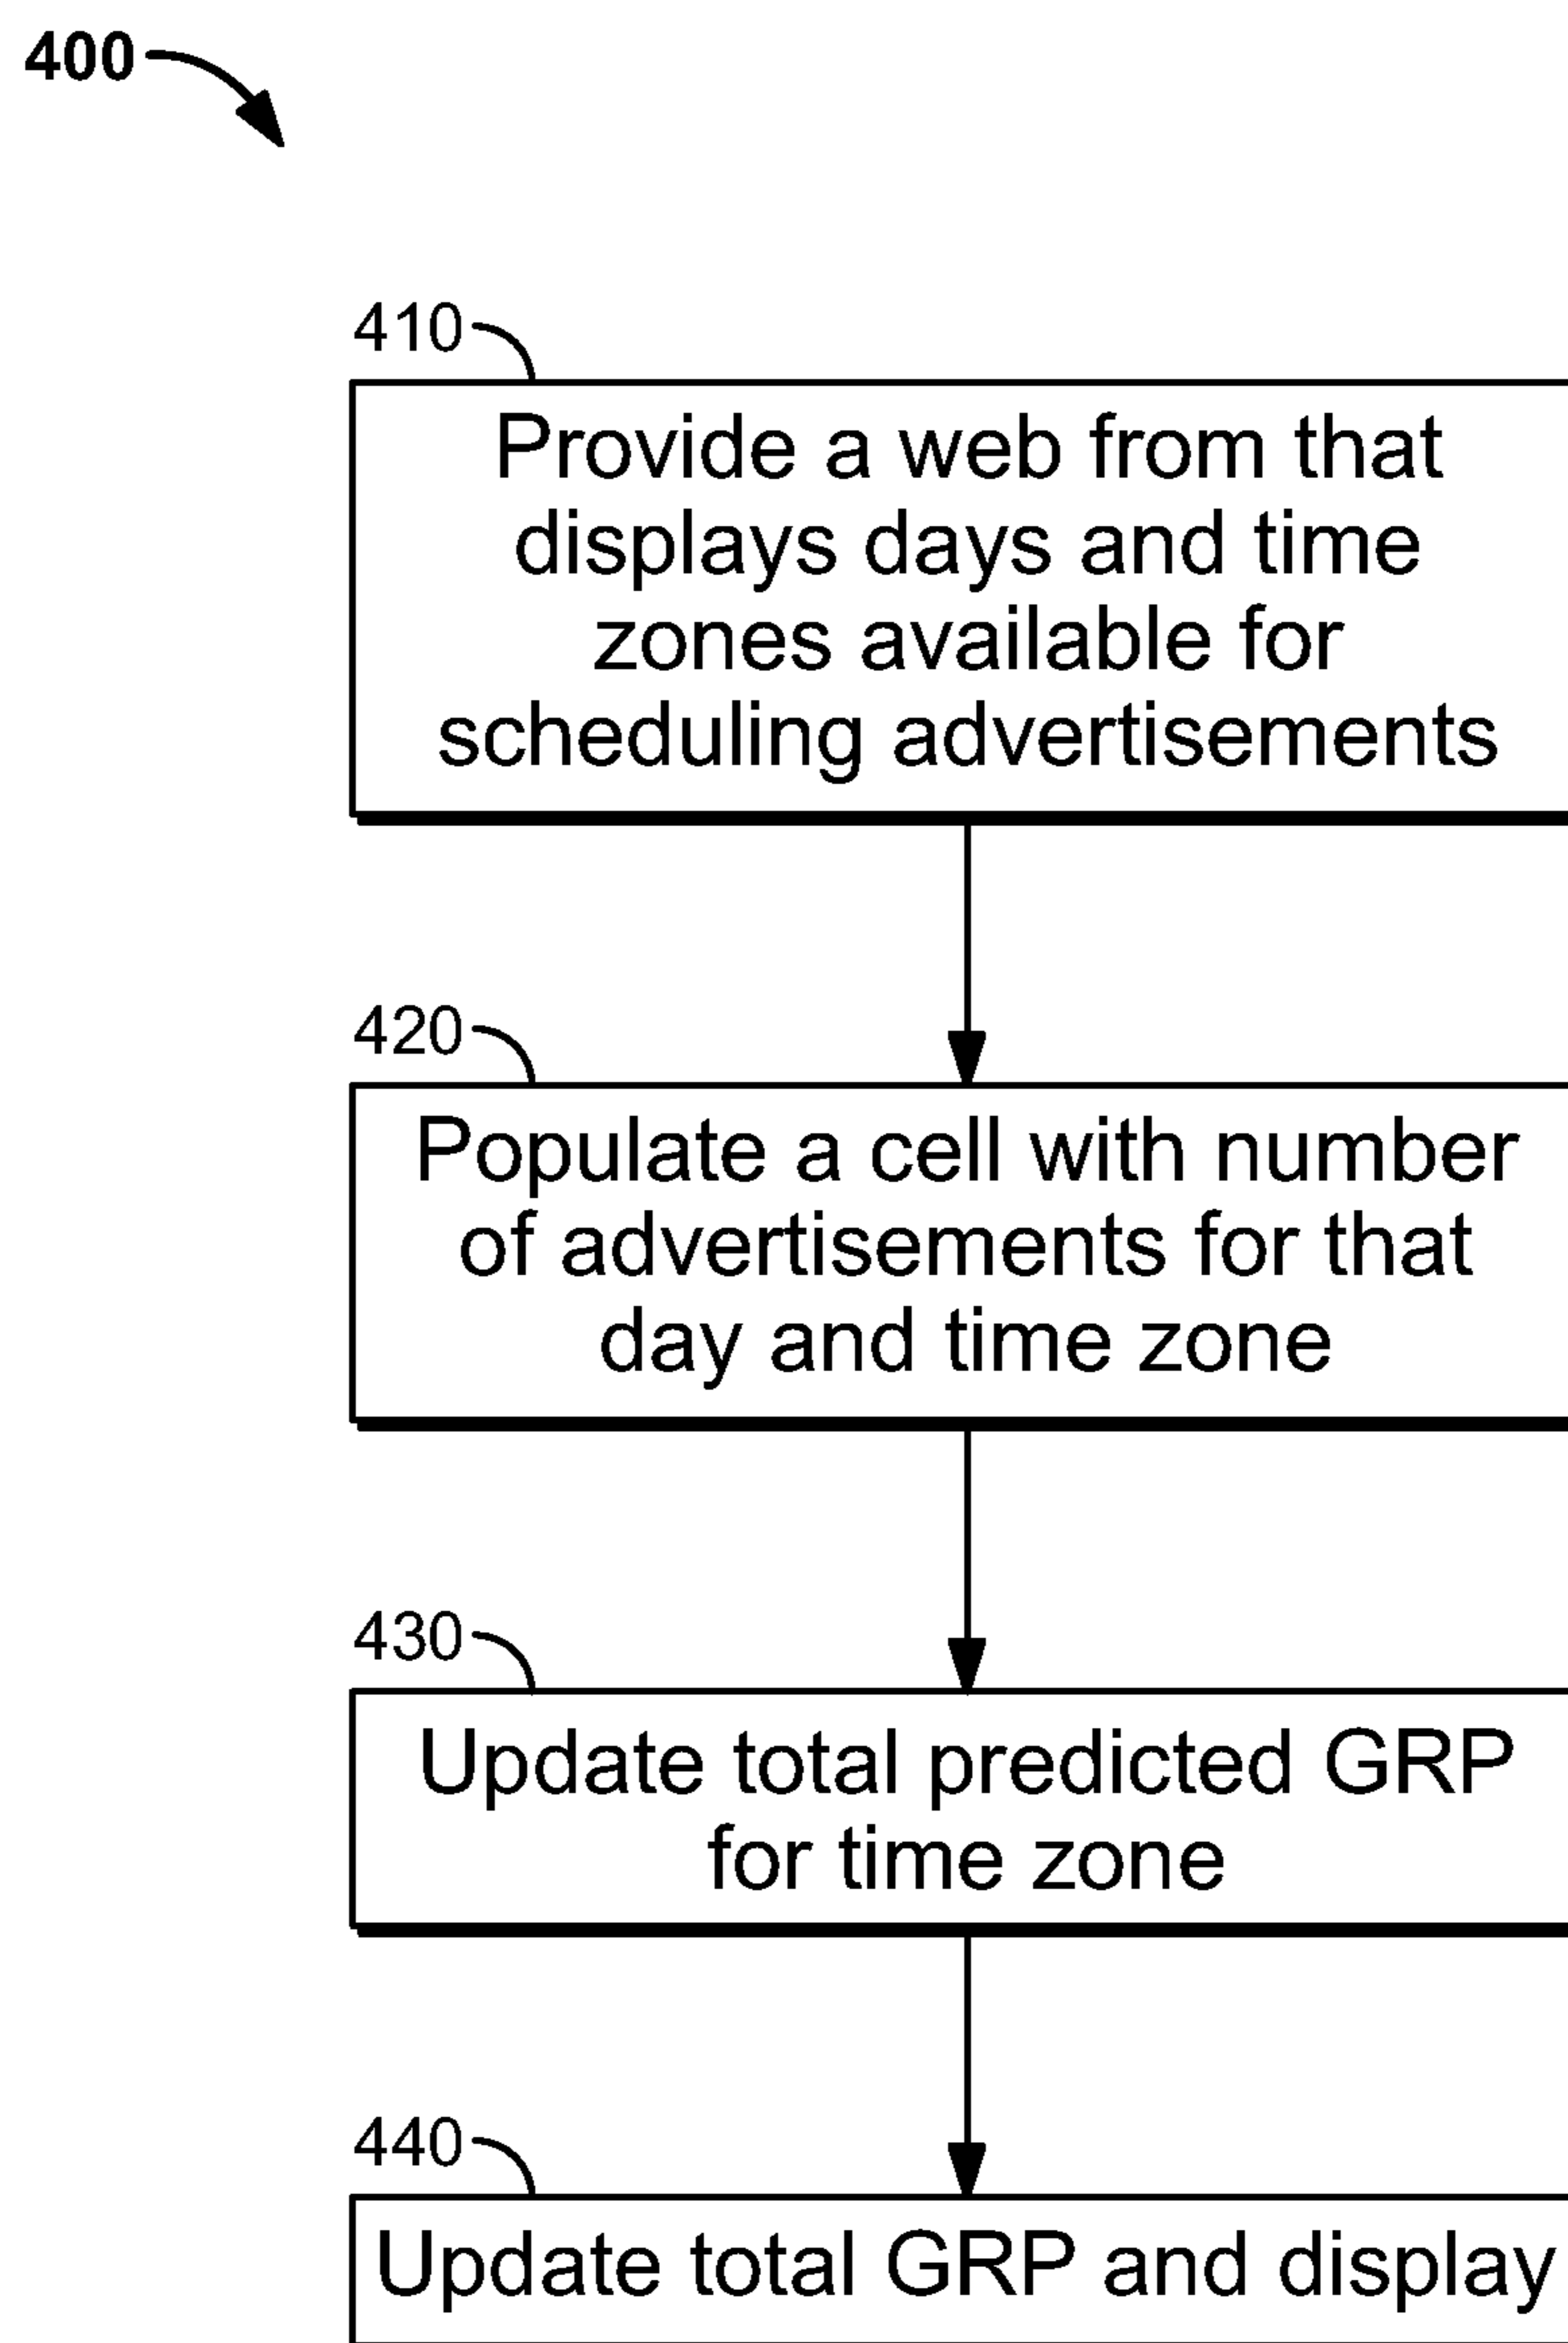 400
410
Provide a web from that
displays days and time
zones available for
scheduling advertisements
420
Populate a cell with number
of advertisements for that
day and time zone
430
Update total predicted GRP
for time zone
440
Update total GRP and display